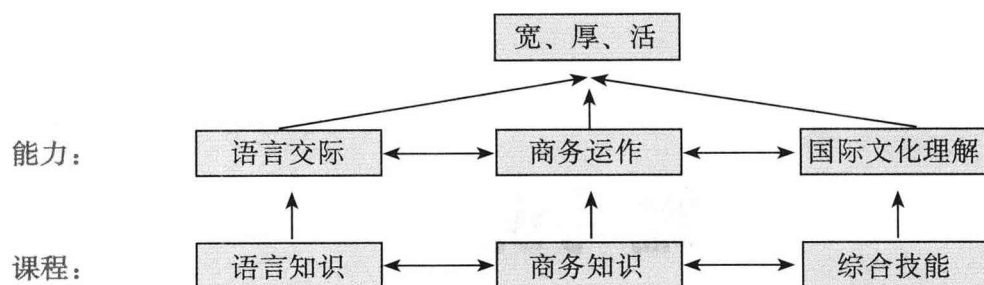 宽、厚、活
能力: 语言交际 商务运作 国际文化理解
课程: 语言知识 商务知识 综合技能